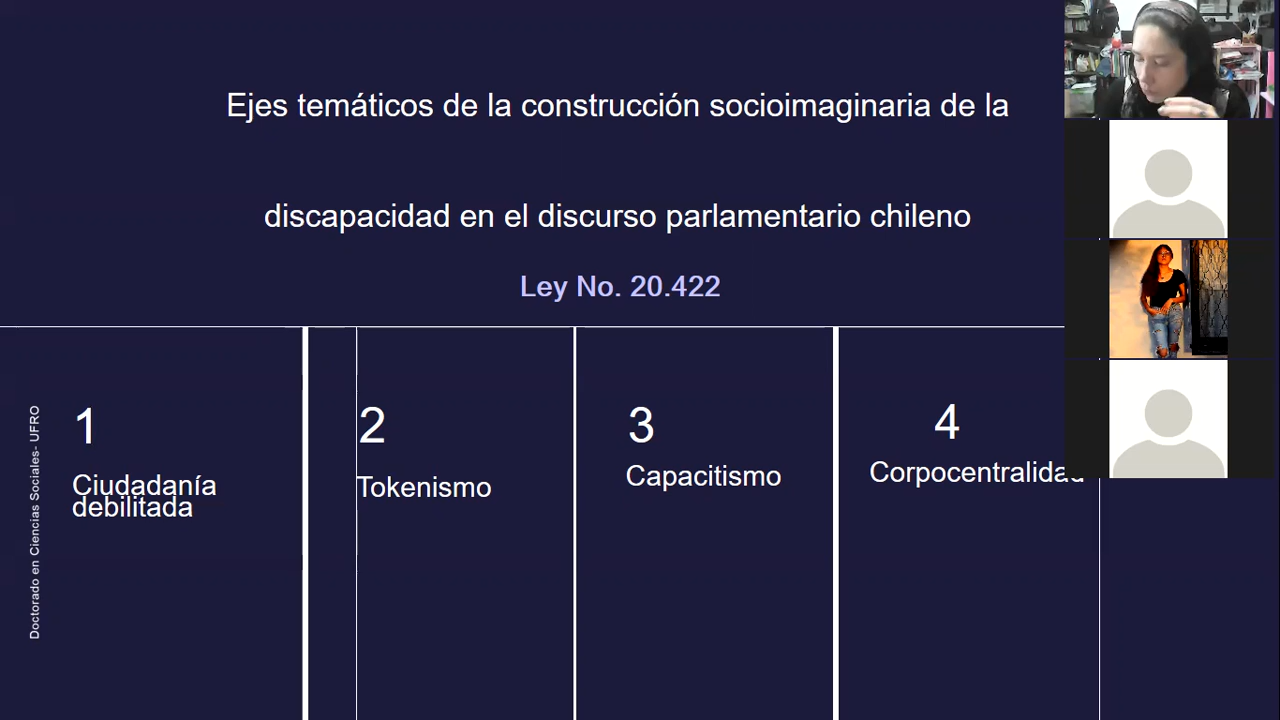 Ejes temáticos de la construcción socioimaginaria de la
discapacidad en el discurso parlamentario chileno
Ley No. 20.422
1
Ciudadanía
debilitada
2
Tokenismo
3
Capacitismo
4
Corpocentralidad
Doctorado en Ciencias Sociales- UFRO